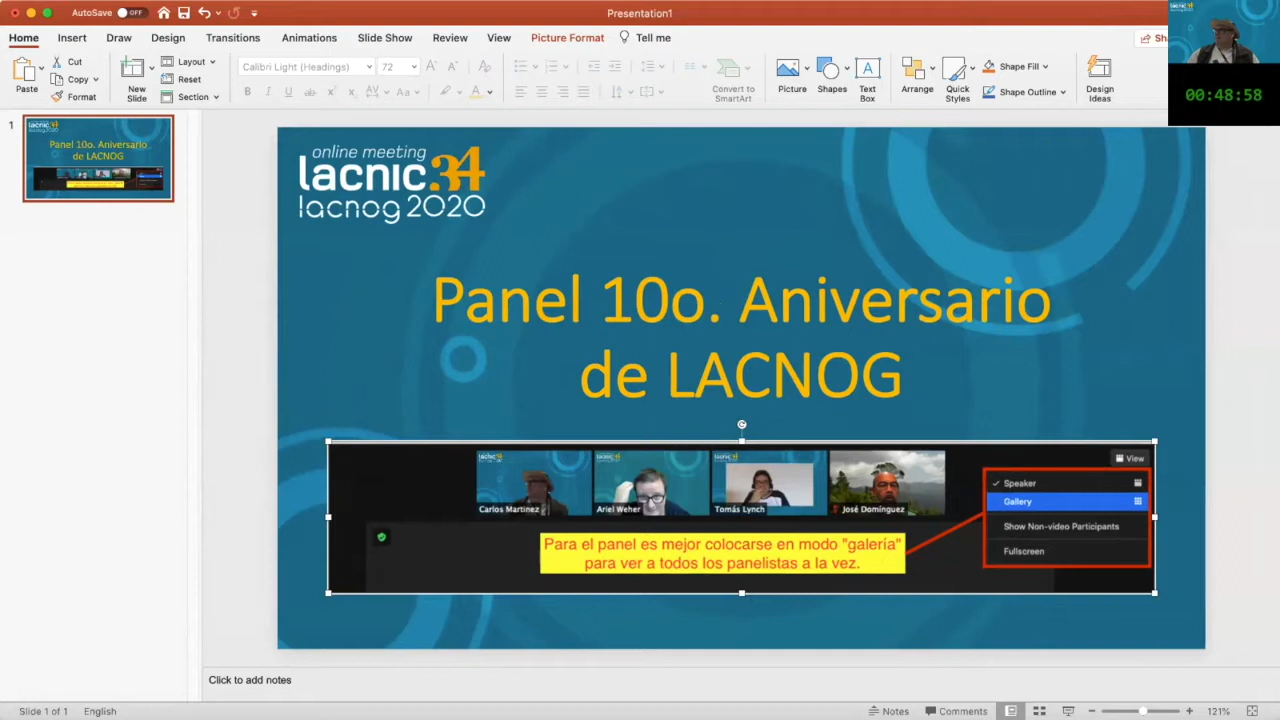 AutoSave OFF
Presentation1
Home Insert Draw Design Transitions Animations Slide Show Review View Picture Format Tell me
Paste
Cut
Copy
Format
New
Slide
Layout
Reset
Section
Calibri Light (Headings) 72
Convert to
SmartArt
Picture
Shapes
Text
Box
Arrange
Quick
Styles
Shape Fill
Shape Outline
Design
Ideas
00:48:58
1
online meeting
lacnic34
lacnog 2020
Panel 10o. Aniversario
de LACNOG
online meeting
lacnic.34
lacnog 2020
Panel 10o. Aniversario
de LACNOG
Carlos Martinez
Ariel Weher
Tomás Lynch
José Domínguez
View
Speaker
Gallery
Show Non-video Participants
Fullscreen
Para el panel es mejor colocarse en modo "galería"
para ver a todos los panelistas a la vez.
Click to add notes
Slide 1 of 1 English Notes Comments 121%